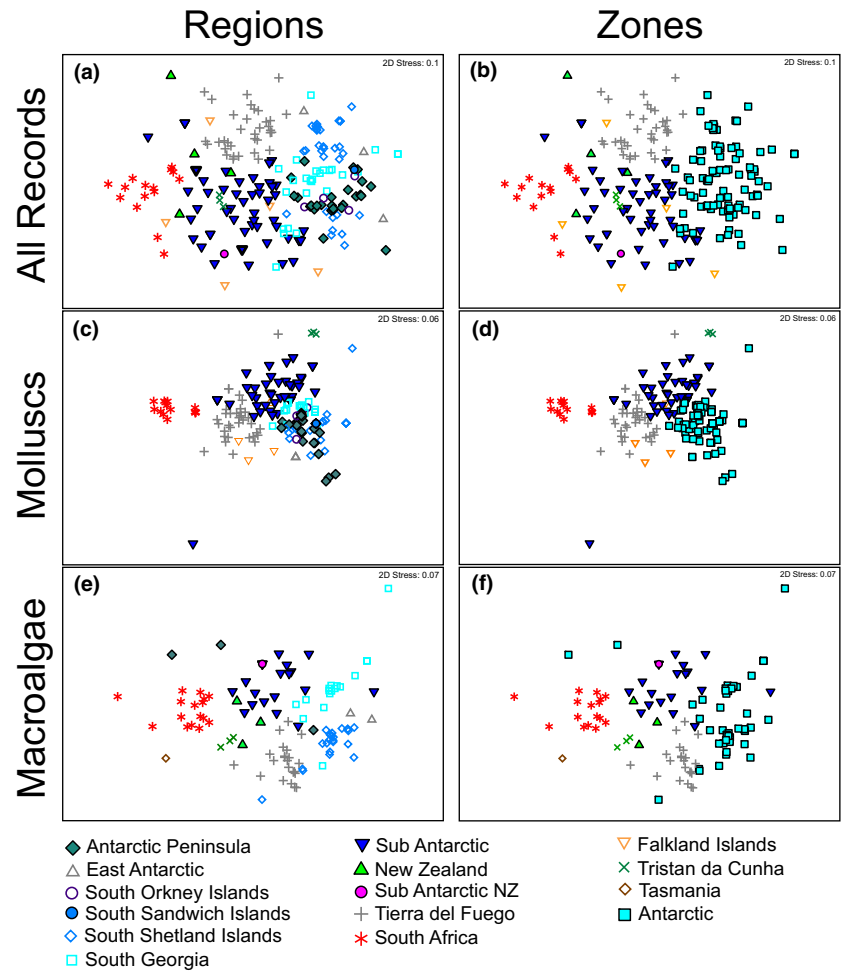 Regions
Zones
All Records
(a)
2D Stress: 0.1
(b)
2D Stress: 0.1
Molluscs
(c)
2D Stress: 0.06
(d)
2D Stress: 0.06
Macroalgae
(e)
2D Stress: 0.07
(f)
2D Stress: 0.07
Antarctic Peninsula
East Antarctic
South Orkney Islands
South Sandwich Islands
South Shetland Islands
South Georgia
Sub Antarctic
New Zealand
Sub Antarctic NZ
Tierra del Fuego
South Africa
Falkland Islands
Tristan da Cunha
Tasmania
Antarctic